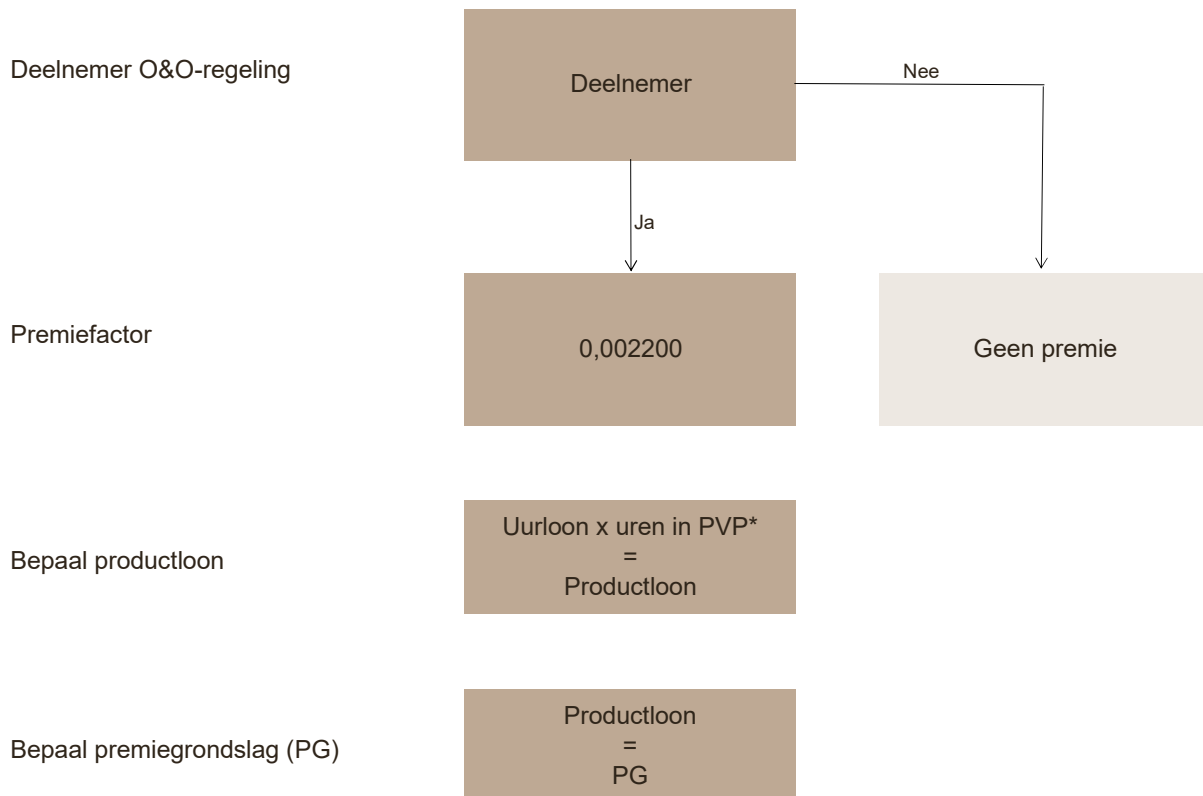 Deelnemer O&O-regeling
Deelnemer
Nee
Ja
Premiefactor
0,002200
Geen premie
Bepaal productloon
Uurloon x uren in PVP*
=
Productloon
Bepaal premiegrondslag (PG)
Productloon
=
PG